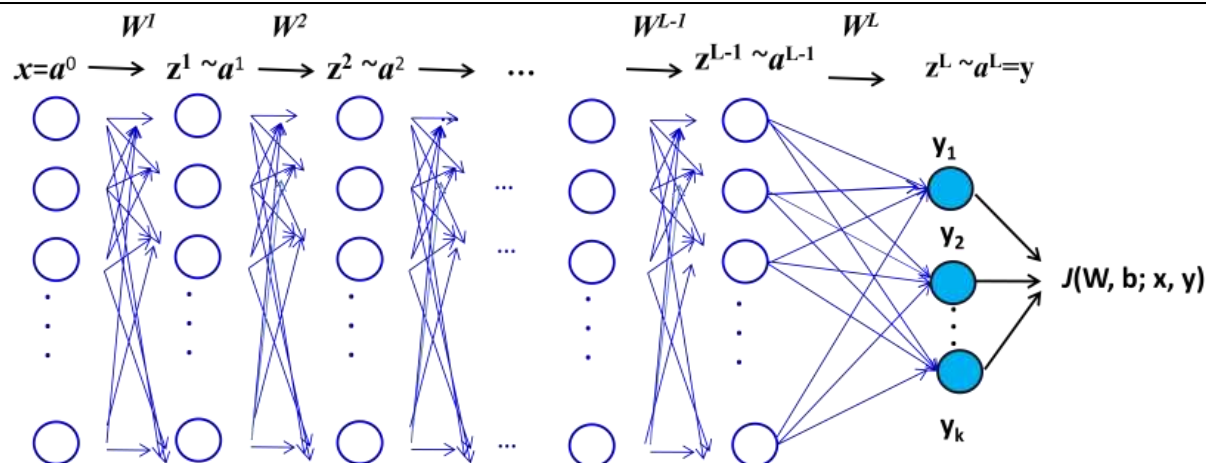 W¹ W² Wᴸ⁻¹ Wᴸ
x=a⁰ z¹ ~a¹ z² ~a² ... zᴸ⁻¹ ~aᴸ⁻¹ zᴸ ~aᴸ=y
...
y₁
...
y₂
...
J(W, b; x, y)
...
yₖ